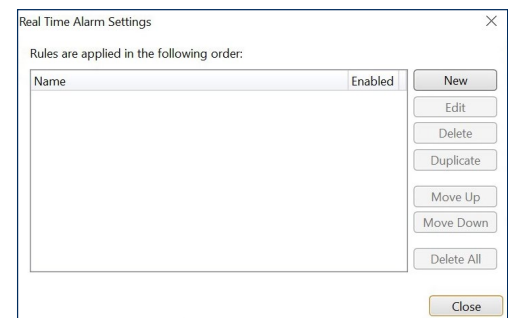 Real Time Alarm Settings
Rules are applied in the following order:
Name Enabled
New
Edit
Delete
Duplicate
Move Up
Move Down
Delete All
Close